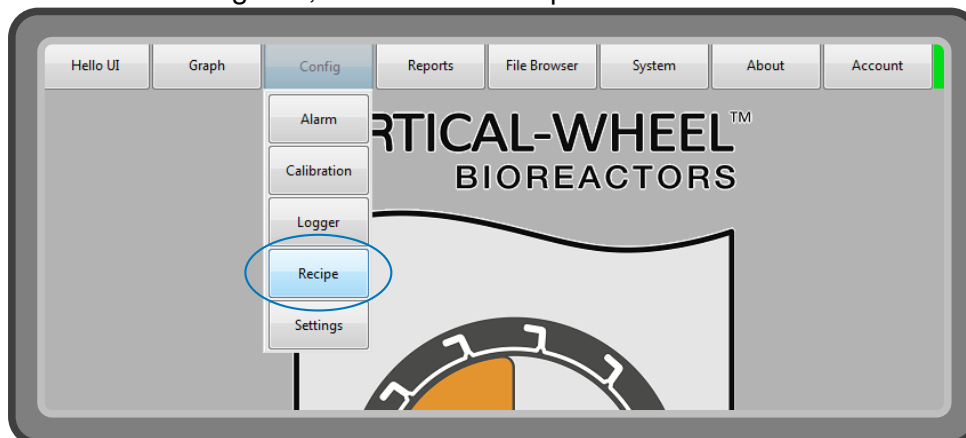 Hello UI Graph Config Reports File Browser System About Account
Alarm
RTICAL-WHEEL™
Calibration
BIOREACTORS
Logger
Recipe
Settings